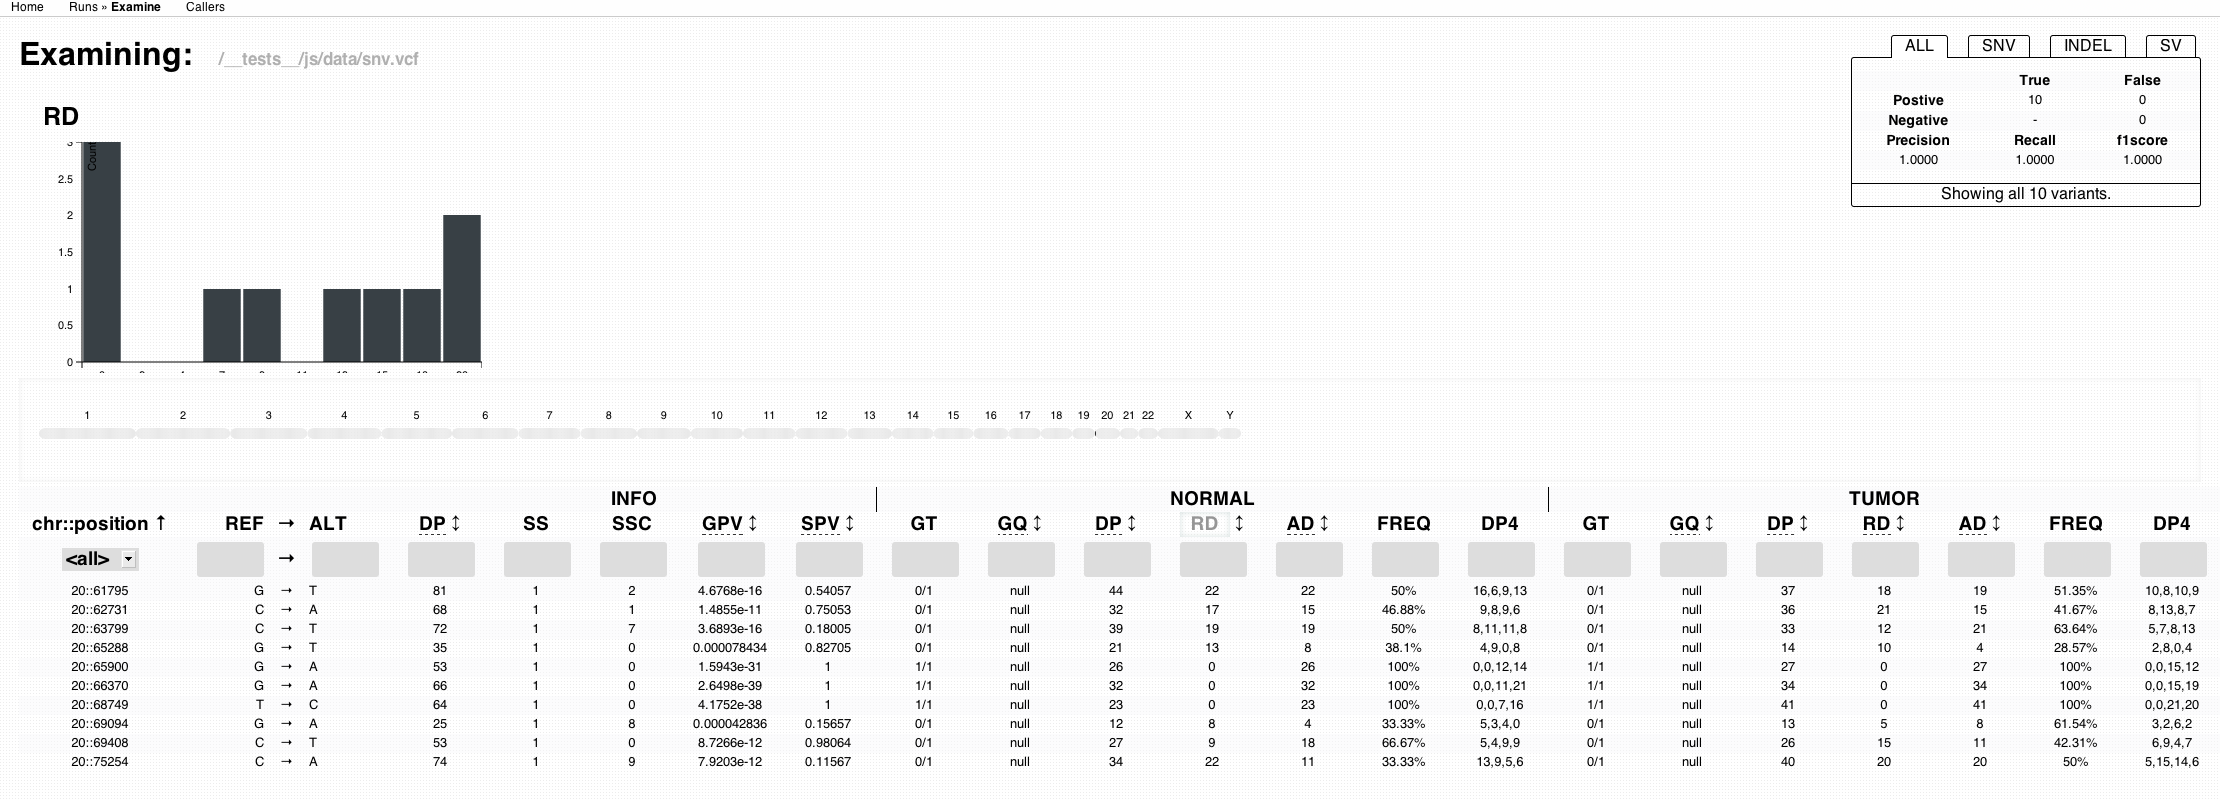 Home Runs » Examine Callers
Examining: /__tests__/js/data/snv.vcf
ALL SNV INDEL SV
True False
Postive 10 0
Negative - 0
Precision Recall f1score
1.0000 1.0000 1.0000
Showing all 10 variants.
RD
3
Count
2.5
2
1.5
1
0.5
0
1 2 3 4 5 6 7 8 9 10 11 12 13 14 15 16 17 18 19 20 21 22 X Y
INFO NORMAL TUMOR
chr::position ↑ REF → ALT DP ↕ SS SSC GPV ↕ SPV ↕ GT GQ ↕ DP ↕ RD ↕ AD ↕ FREQ DP4 GT GQ ↕ DP ↕ RD ↕ AD ↕ FREQ DP4
<all> →
20::61795 G → T 81 1 2 4.6768e-16 0.54057 0/1 null 44 22 22 50% 16,6,9,13 0/1 null 37 18 19 51.35% 10,8,10,9
20::62731 C → A 68 1 1 1.4855e-11 0.75053 0/1 null 32 17 15 46.88% 9,8,9,6 0/1 null 36 21 15 41.67% 8,13,8,7
20::63799 C → T 72 1 7 3.6893e-16 0.18005 0/1 null 39 19 19 50% 8,11,11,8 0/1 null 33 12 21 63.64% 5,7,8,13
20::65288 G → T 35 1 0 0.000078434 0.82705 0/1 null 21 13 8 38.1% 4,9,0,8 0/1 null 14 10 4 28.57% 2,8,0,4
20::65900 G → A 53 1 0 1.5943e-31 1 1/1 null 26 0 26 100% 0,0,12,14 1/1 null 27 0 27 100% 0,0,15,12
20::66370 G → A 66 1 0 2.6498e-39 1 1/1 null 32 0 32 100% 0,0,11,21 1/1 null 34 0 34 100% 0,0,15,19
20::68749 T → C 64 1 0 4.1752e-38 1 1/1 null 23 0 23 100% 0,0,7,16 1/1 null 41 0 41 100% 0,0,21,20
20::69094 G → A 25 1 8 0.000042836 0.15657 0/1 null 12 8 4 33.33% 5,3,4,0 0/1 null 13 5 8 61.54% 3,2,6,2
20::69408 C → T 53 1 0 8.7266e-12 0.98064 0/1 null 27 9 18 66.67% 5,4,9,9 0/1 null 26 15 11 42.31% 6,9,4,7
20::75254 C → A 74 1 9 7.9203e-12 0.11567 0/1 null 34 22 11 33.33% 13,9,5,6 0/1 null 40 20 20 50% 5,15,14,6